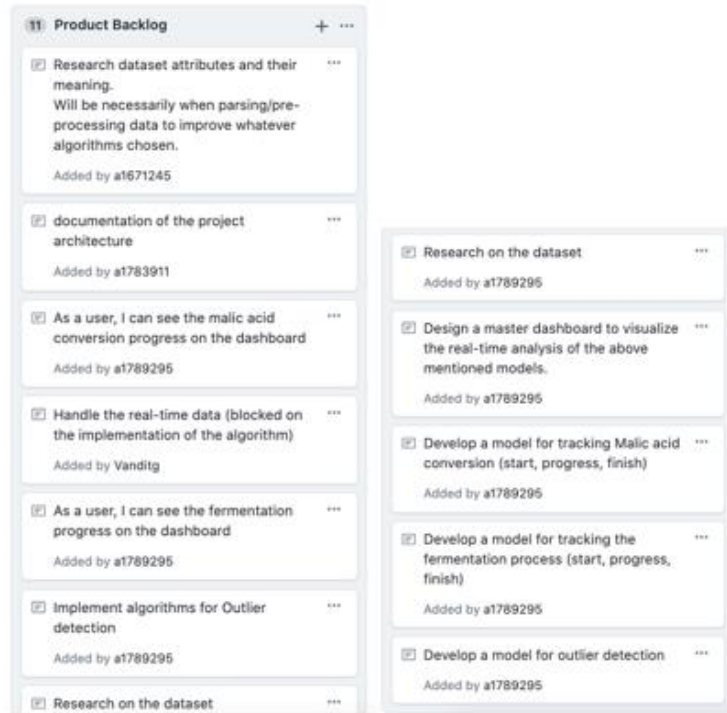 11 Product Backlog
Research dataset attributes and their
meaning.
Will be necessarily when parsing/pre-
processing data to improve whatever
algorithms chosen.
Added by a1671245
documentation of the project
architecture
Added by a1783911
As a user, I can see the malic acid
conversion progress on the dashboard
Added by a1789295
Handle the real-time data (blocked on
the implementation of the algorithm)
Added by Vanditg
As a user, I can see the fermentation
progress on the dashboard
Added by a1789295
Implement algorithms for Outlier
detection
Added by a1789295
Research on the dataset
Research on the dataset
Added by a1789295
Design a master dashboard to visualize
the real-time analysis of the above
mentioned models.
Added by a1789295
Develop a model for tracking Malic acid
conversion (start, progress, finish)
Added by a1789295
Develop a model for tracking the
fermentation process (start, progress,
finish)
Added by a1789295
Develop a model for outlier detection
Added by a1789295